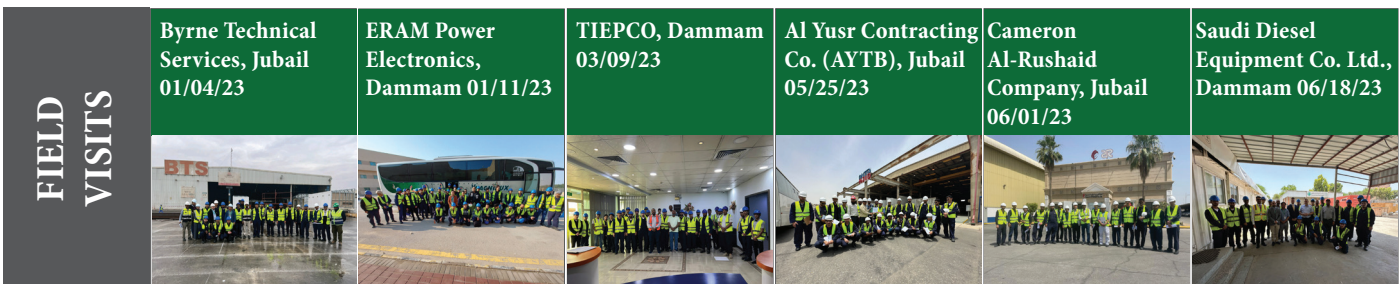 FIELD
VISITS
Byrne Technical
Services, Jubail
01/04/23
ERAM Power
Electronics,
Dammam 01/11/23
TIEPCO, Dammam
03/09/23
Al Yusr Contracting
Co. (AYTB), Jubail
05/25/23
Cameron
Al-Rushaid
Company, Jubail
06/01/23
Saudi Diesel
Equipment Co. Ltd.,
Dammam 06/18/23
BTS